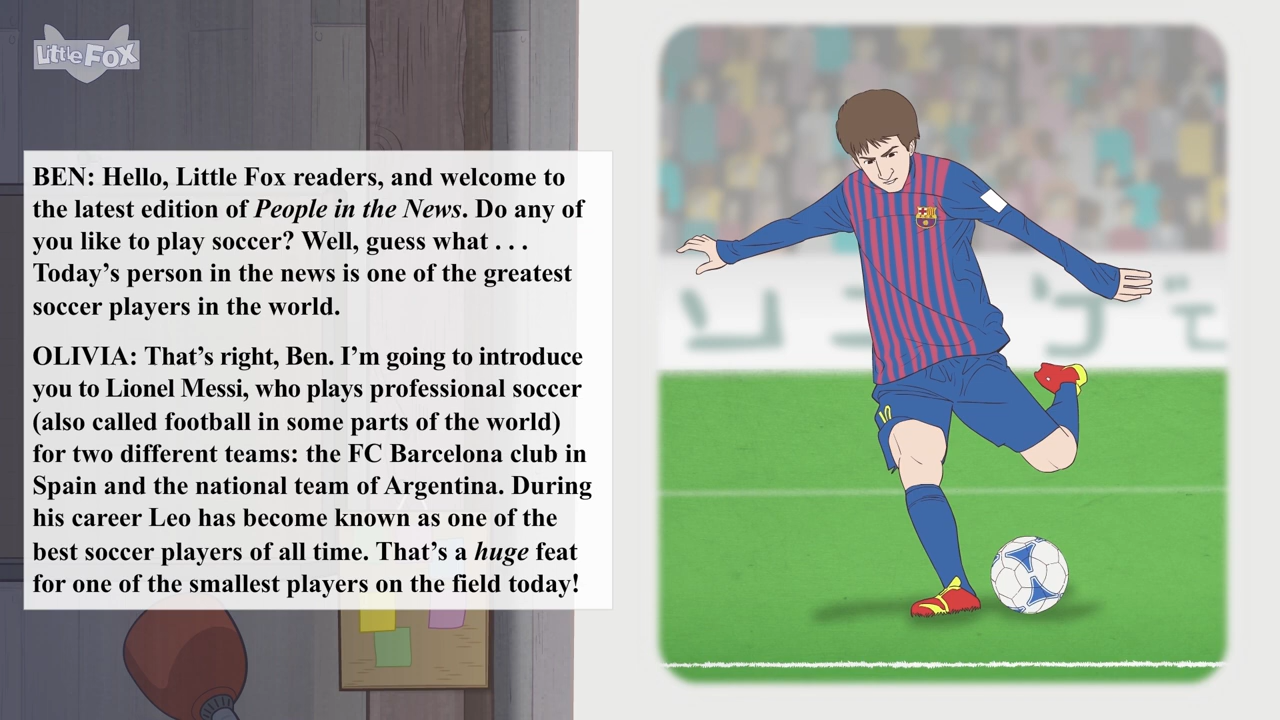 Little Fox
BEN: Hello, Little Fox readers, and welcome to
the latest edition of People in the News. Do any of
you like to play soccer? Well, guess what . . .
Today’s person in the news is one of the greatest
soccer players in the world.
OLIVIA: That’s right, Ben. I’m going to introduce
you to Lionel Messi, who plays professional soccer
(also called football in some parts of the world)
for two different teams: the FC Barcelona club in
Spain and the national team of Argentina. During
his career Leo has become known as one of the
best soccer players of all time. That’s a huge feat
for one of the smallest players on the field today!
10